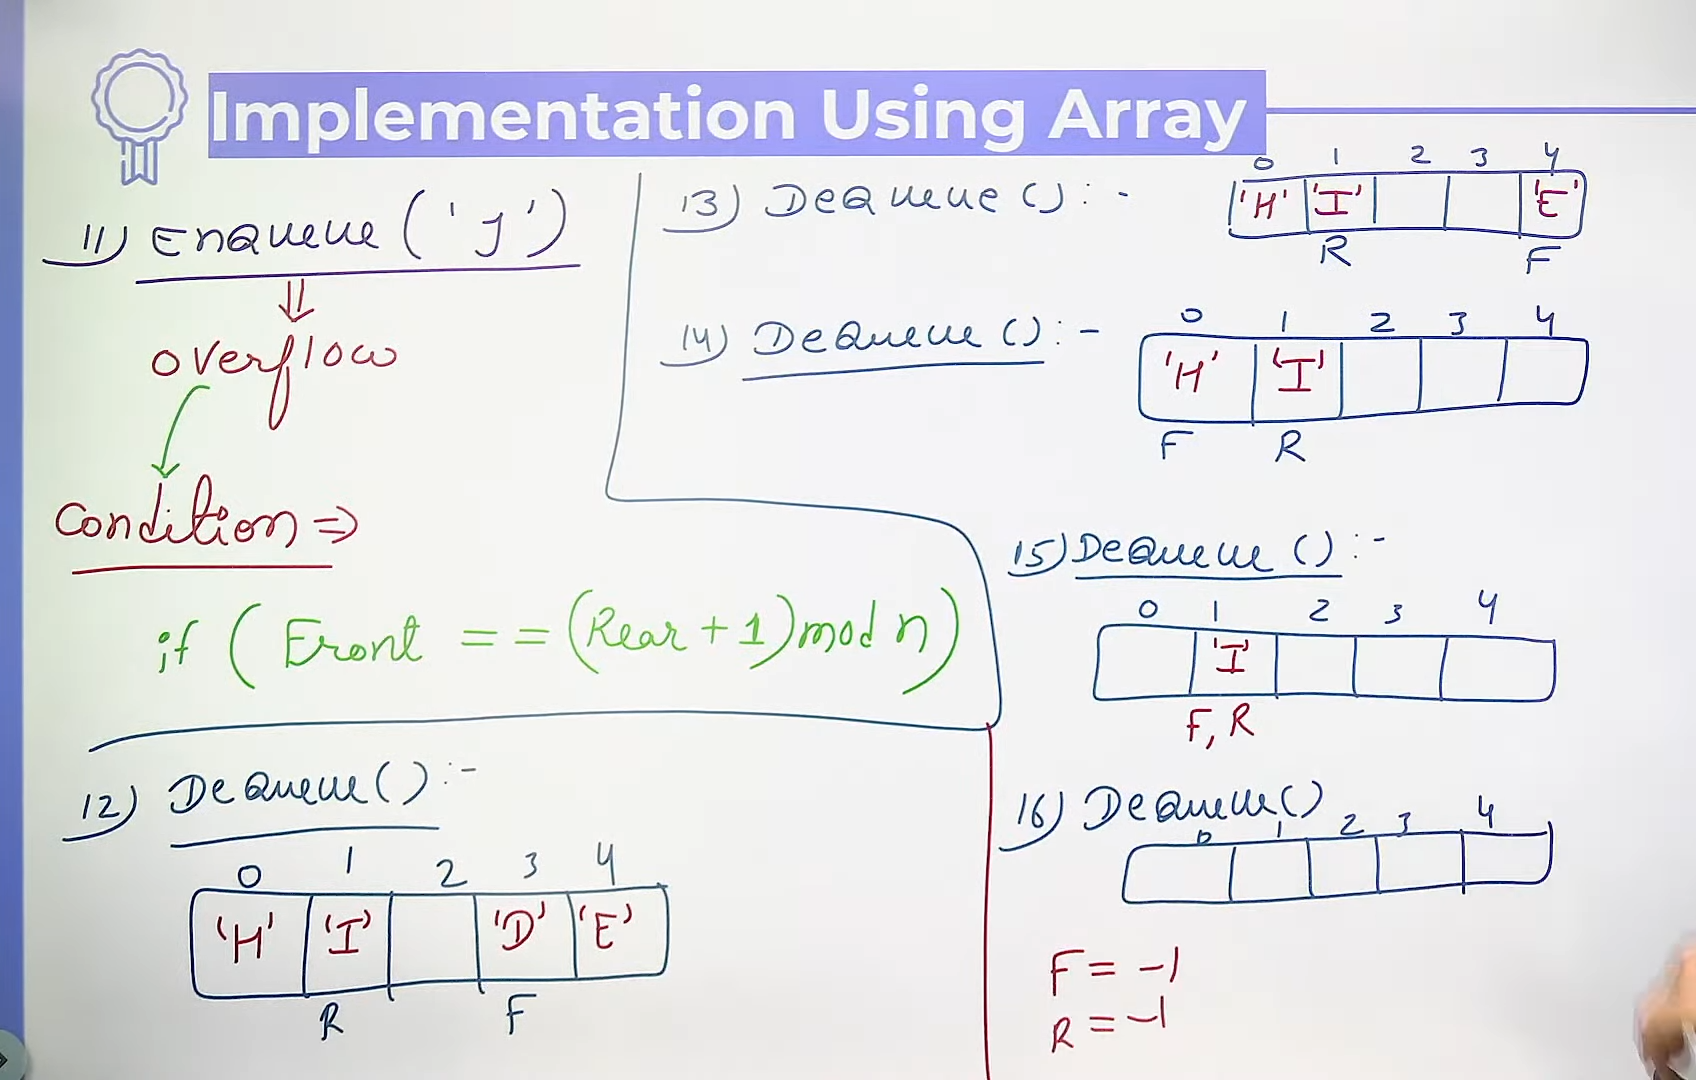 Implementation Using Array
11) Enqueue ('J')
⇓
overflow
Condition ⇒
if ( Front == (Rear + 1) mod n )
12) DeQueue() :-
0 1 2 3 4
'H' 'I' 'D' 'E'
R F
13) DeQueue () : -
0 1 2 3 4
'H' 'I' 'E'
R F
14) DeQueue () : -
0 1 2 3 4
'H' 'I'
F R
15) DeQueue () : -
0 1 2 3 4
'I'
F, R
16) DeQueue()
0 1 2 3 4
F = -1
R = -1